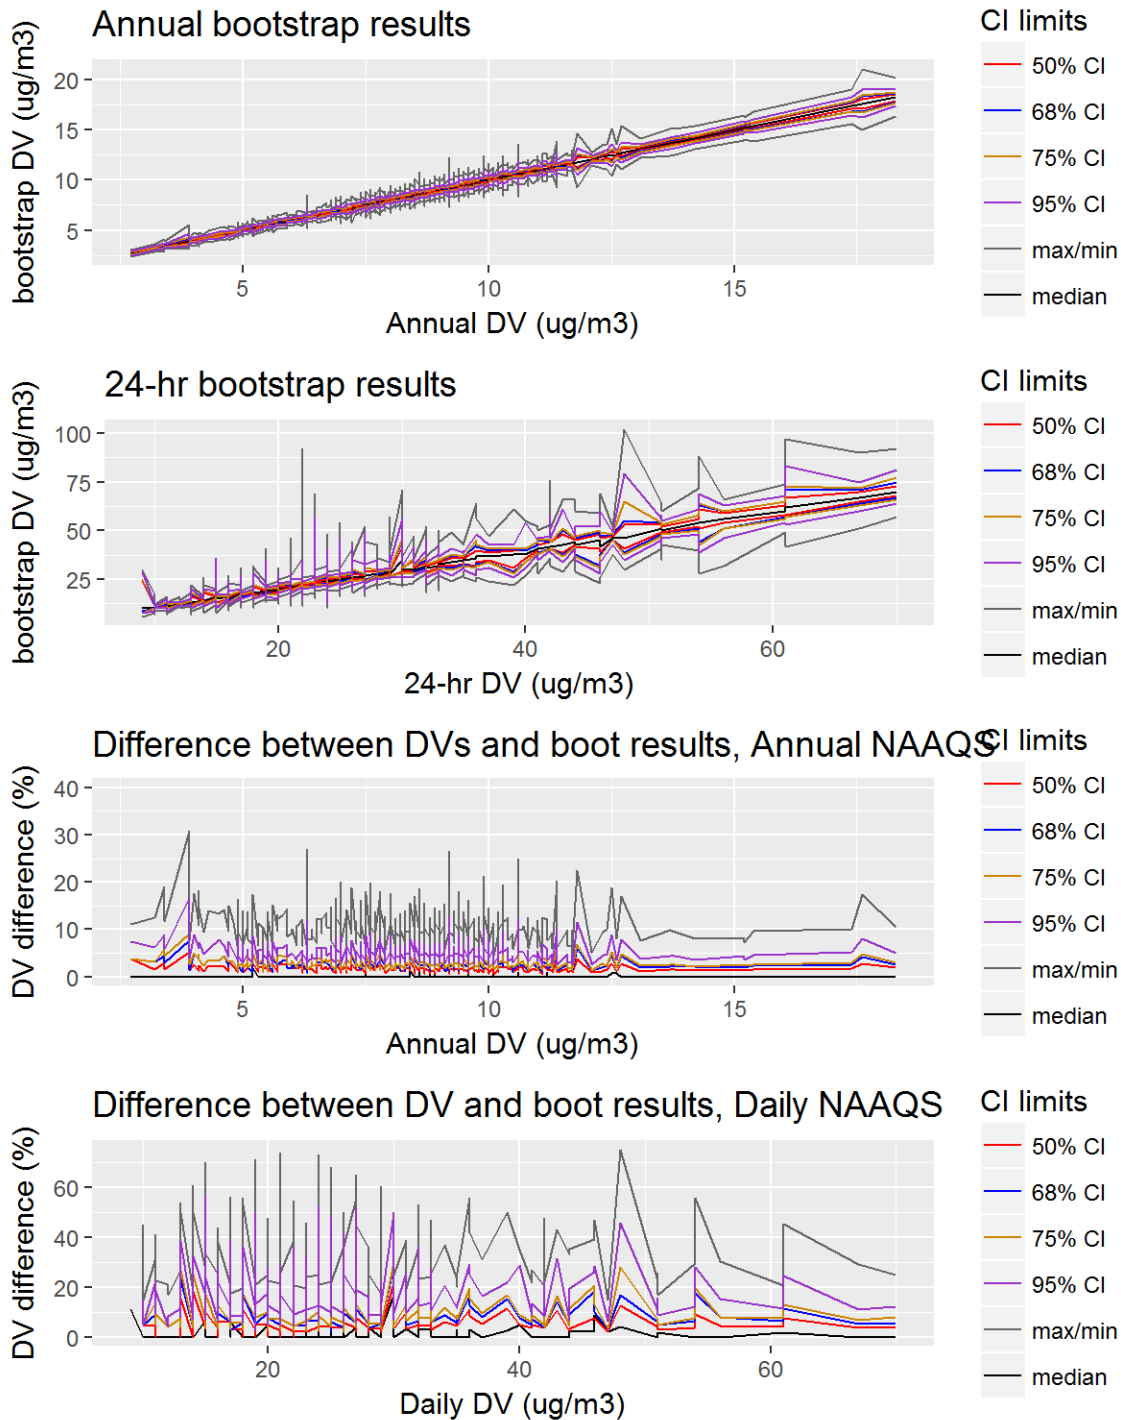 Annual bootstrap results
bootstrap DV (ug/m3)
20
15
10
5
5 10 15
Annual DV (ug/m3)
CI limits
50% CI
68% CI
75% CI
95% CI
max/min
median
24-hr bootstrap results
bootstrap DV (ug/m3)
100
75
50
25
20 40 60
24-hr DV (ug/m3)
CI limits
50% CI
68% CI
75% CI
95% CI
max/min
median
Difference between DVs and boot results, Annual NAAQS
DV difference (%)
40
30
20
10
0
5 10 15
Annual DV (ug/m3)
CI limits
50% CI
68% CI
75% CI
95% CI
max/min
median
Difference between DV and boot results, Daily NAAQS
DV difference (%)
60
40
20
0
20 40 60
Daily DV (ug/m3)
CI limits
50% CI
68% CI
75% CI
95% CI
max/min
median